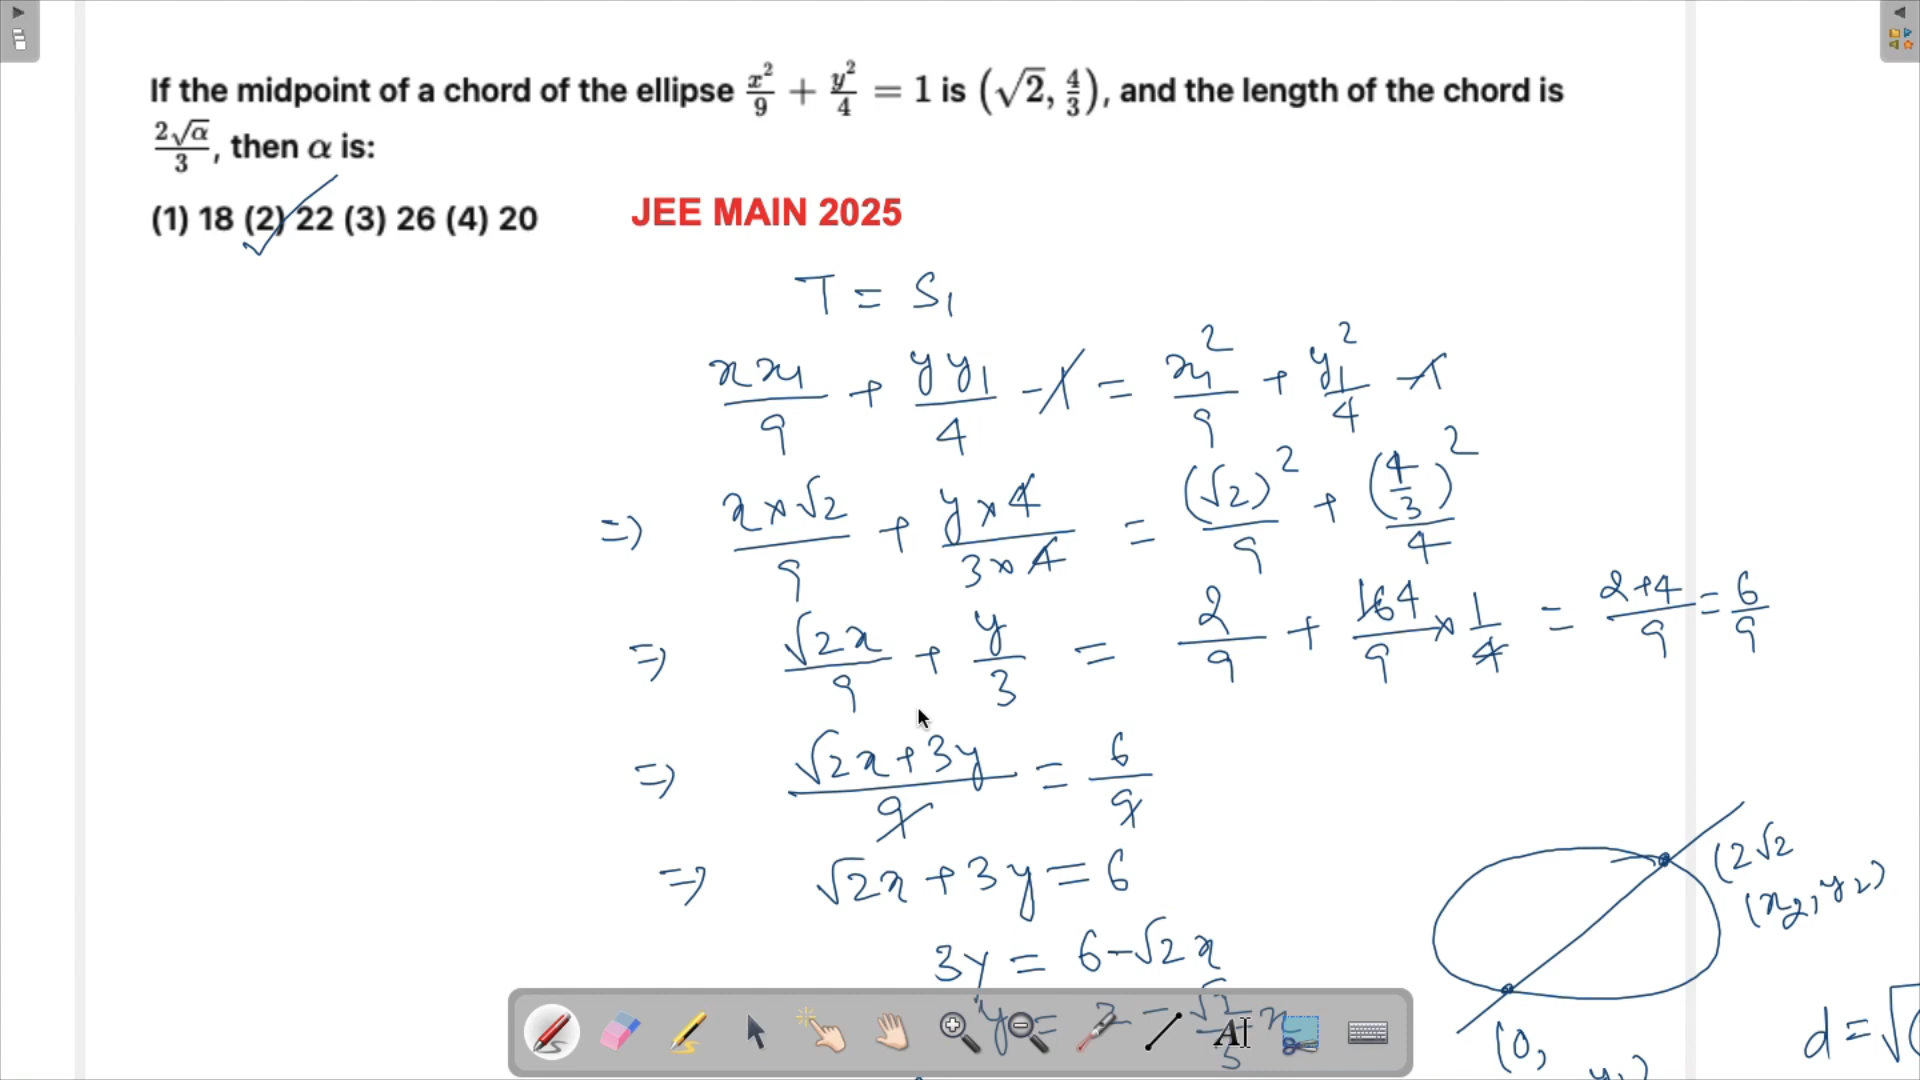 If the midpoint of a chord of the ellipse x²/9 + y²/4 = 1 is (√2, 4/3), and the length of the chord is
2√α/3, then α is:
(1) 18 (2) 22 (3) 26 (4) 20
JEE MAIN 2025
T = S₁
xx₁/9 + yy₁/4 - 1 = x₁²/9 + y₁²/4 - 1
⇒ x×√2/9 + y×4/3×4 = (√2)²/9 + (4/3)²/4
⇒ √2x/9 + y/3 = 2/9 + 16 4/9 × 1/4 = 2+4/9 = 6/9
⇒ √2x+3y/9 = 6/9
⇒ √2x + 3y = 6
3y = 6-√2x
(2√2
(x₂, y₂)
(0,
d = √(
AI